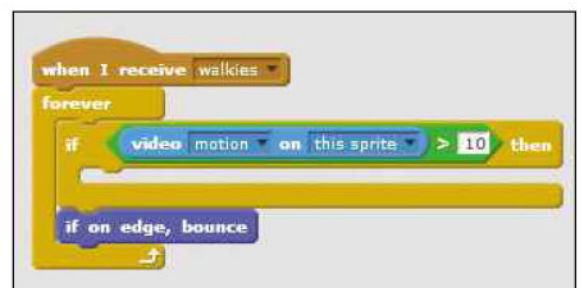 when I receive walkies
forever
if video motion on this sprite > 10 then
if on edge, bounce